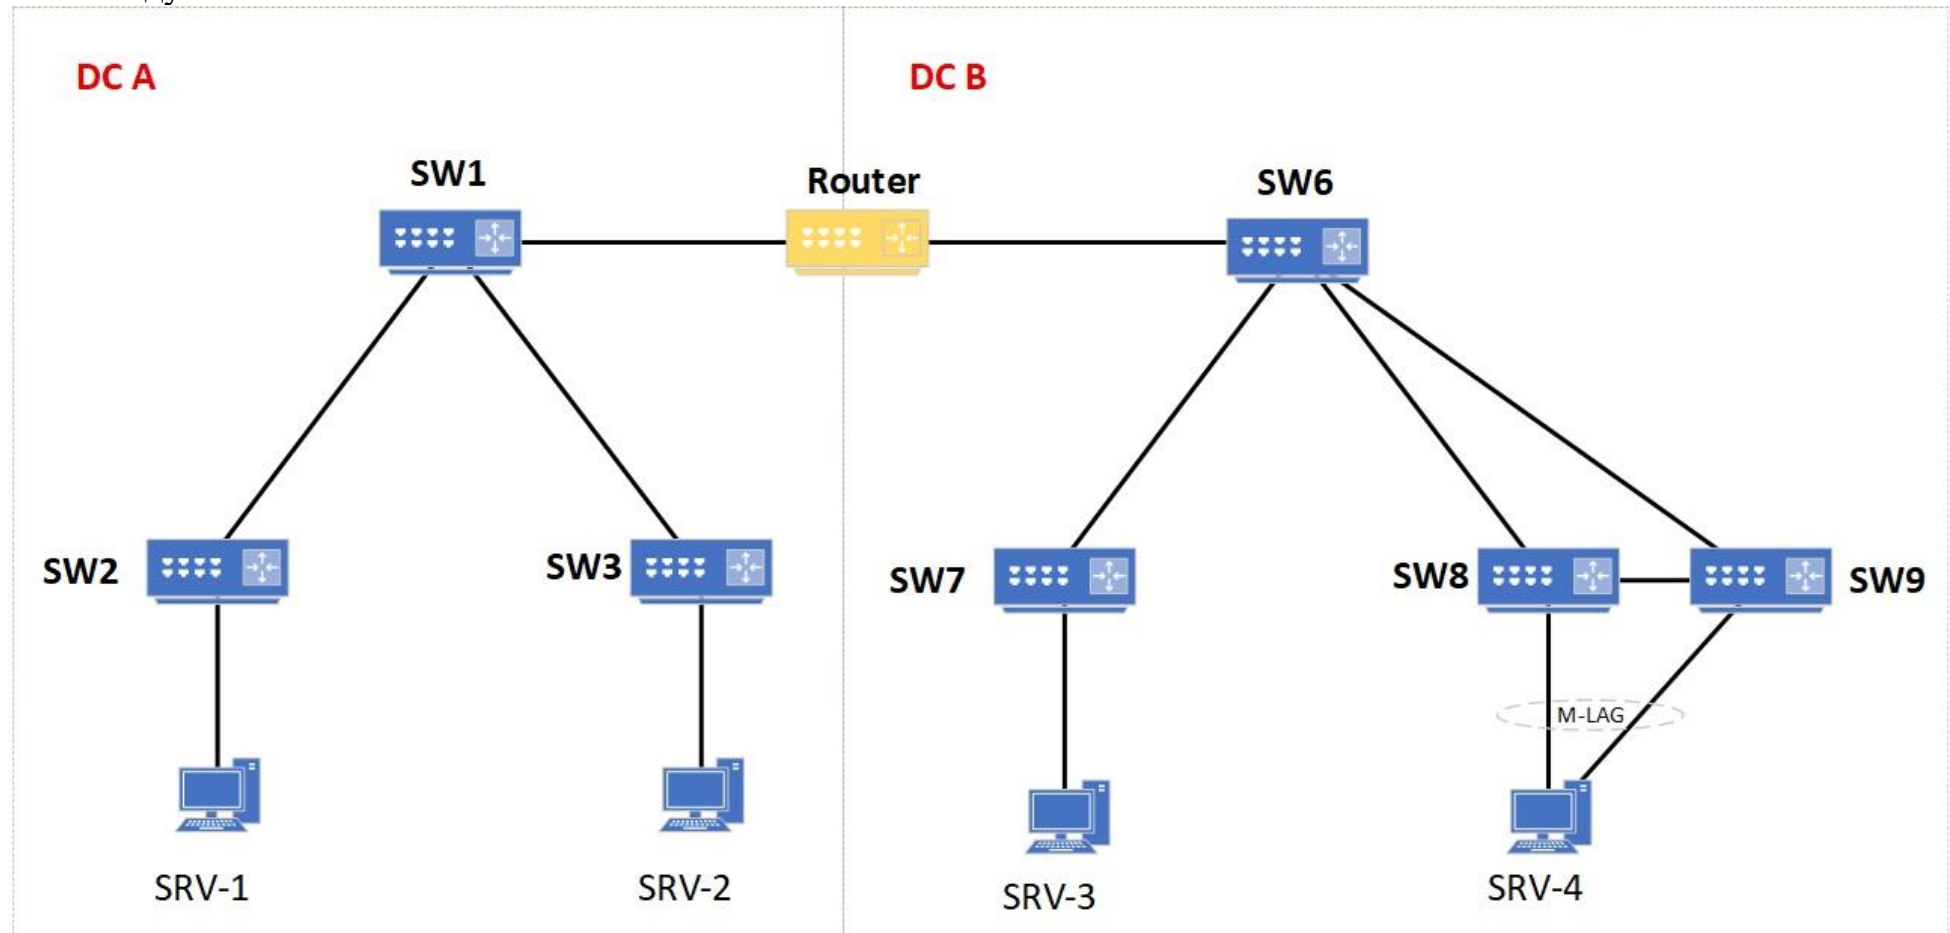 DC A
DC B
SW1
Router
SW6
SW2
SW3
SW7
SW8
SW9
M-LAG
SRV-1
SRV-2
SRV-3
SRV-4